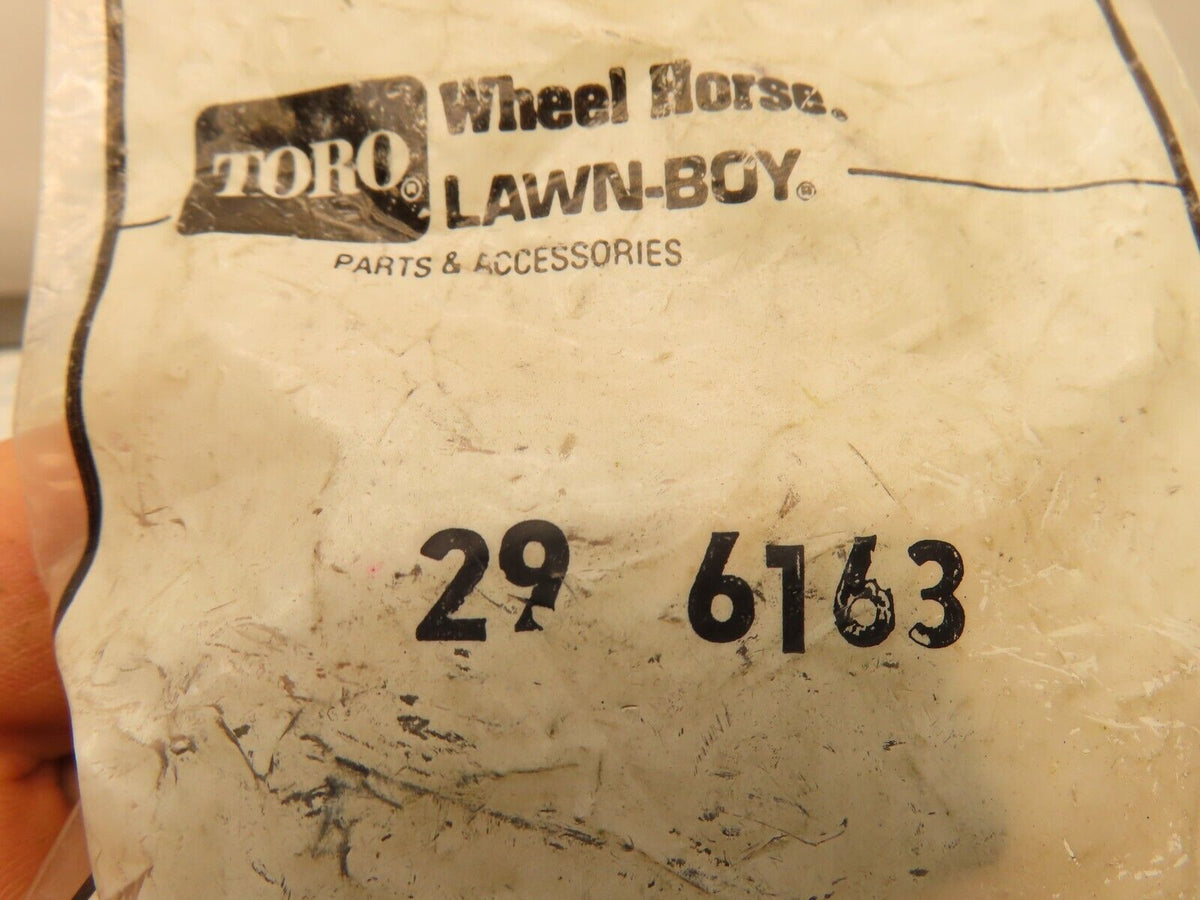 TORO® Wheel Horse®
LAWN-BOY®
PARTS & ACCESSORIES
29 6163